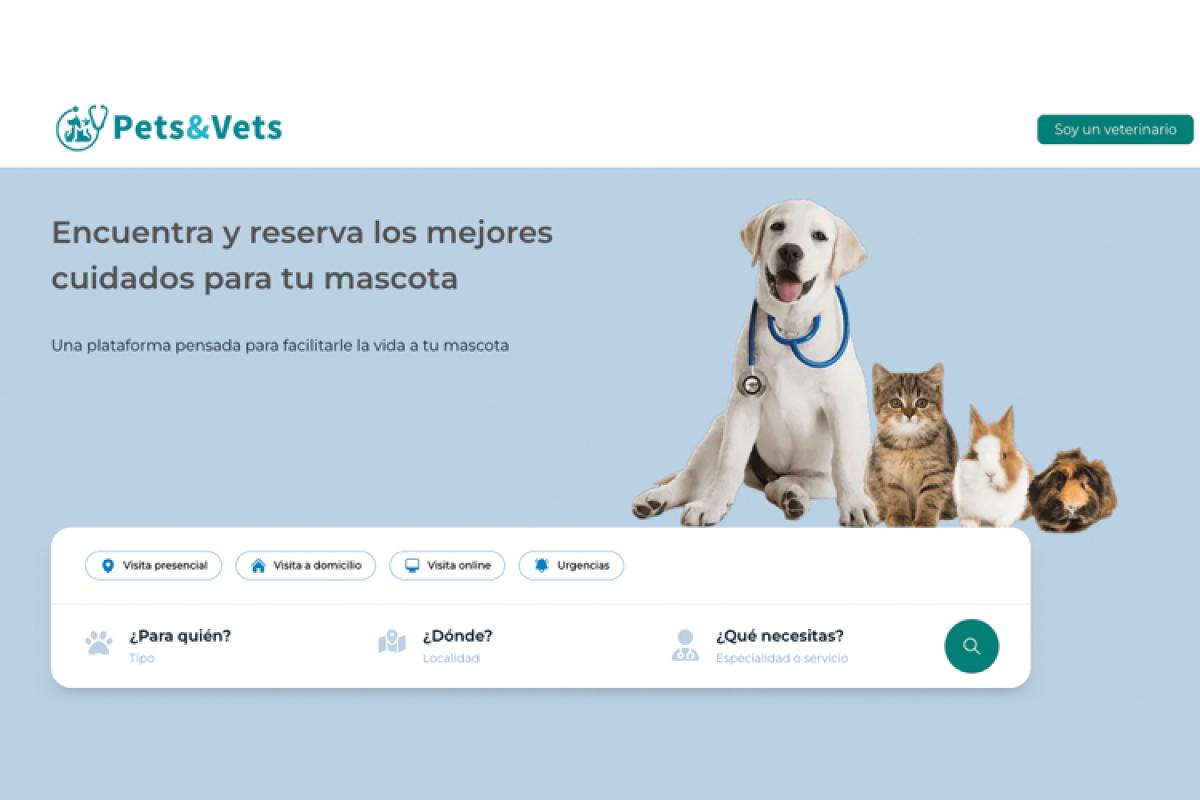 Pets&Vets
Soy un veterinario
Encuentra y reserva los mejores
cuidados para tu mascota
Una plataforma pensada para facilitarle la vida a tu mascota
Visita presencial
Visita a domicilio
Visita online
Urgencias
¿Para quién?
Tipo
¿Dónde?
Localidad
¿Qué necesitas?
Especialidad o servicio